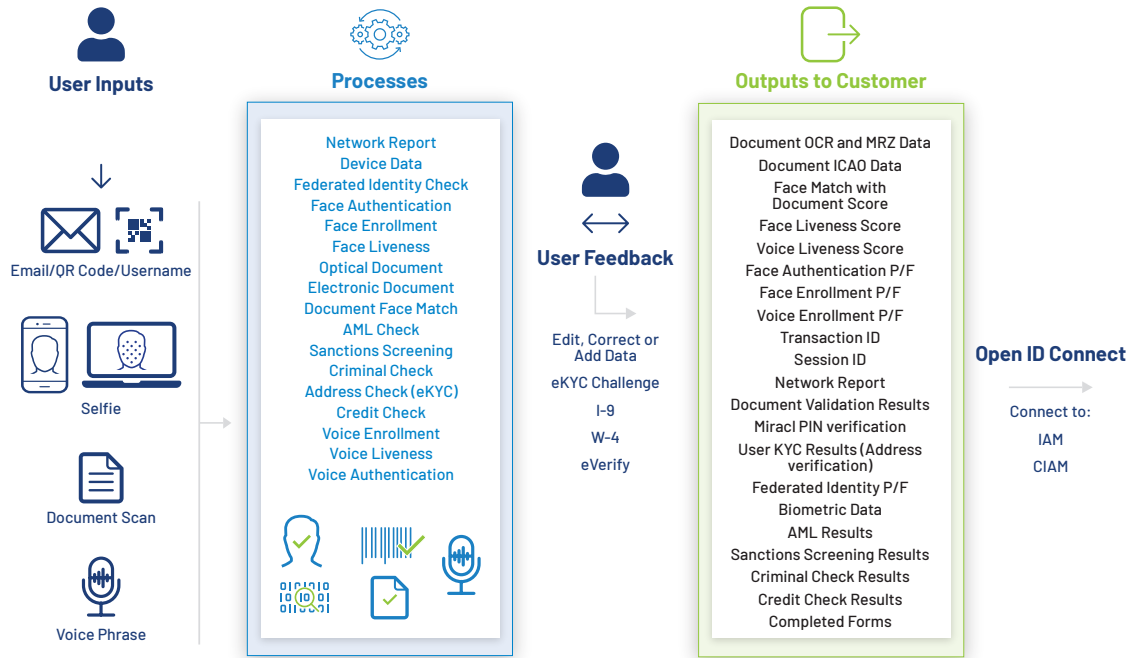 User Inputs
Email/QR Code/Username
Selfie
Document Scan
Voice Phrase
Processes
Network Report
Device Data
Federated Identity Check
Face Authentication
Face Enrollment
Face Liveness
Optical Document
Electronic Document
Document Face Match
AML Check
Sanctions Screening
Criminal Check
Address Check (eKYC)
Credit Check
Voice Enrollment
Voice Liveness
Voice Authentication
User Feedback
Edit, Correct or
Add Data
eKYC Challenge
I-9
W-4
eVerify
Outputs to Customer
Document OCR and MRZ Data
Document ICAO Data
Face Match with
Document Score
Face Liveness Score
Voice Liveness Score
Face Authentication P/F
Face Enrollment P/F
Voice Enrollment P/F
Transaction ID
Session ID
Network Report
Document Validation Results
Miracl PIN verification
User KYC Results (Address
verification)
Federated Identity P/F
Biometric Data
AML Results
Sanctions Screening Results
Criminal Check Results
Credit Check Results
Completed Forms
Open ID Connect
Connect to:
IAM
CIAM